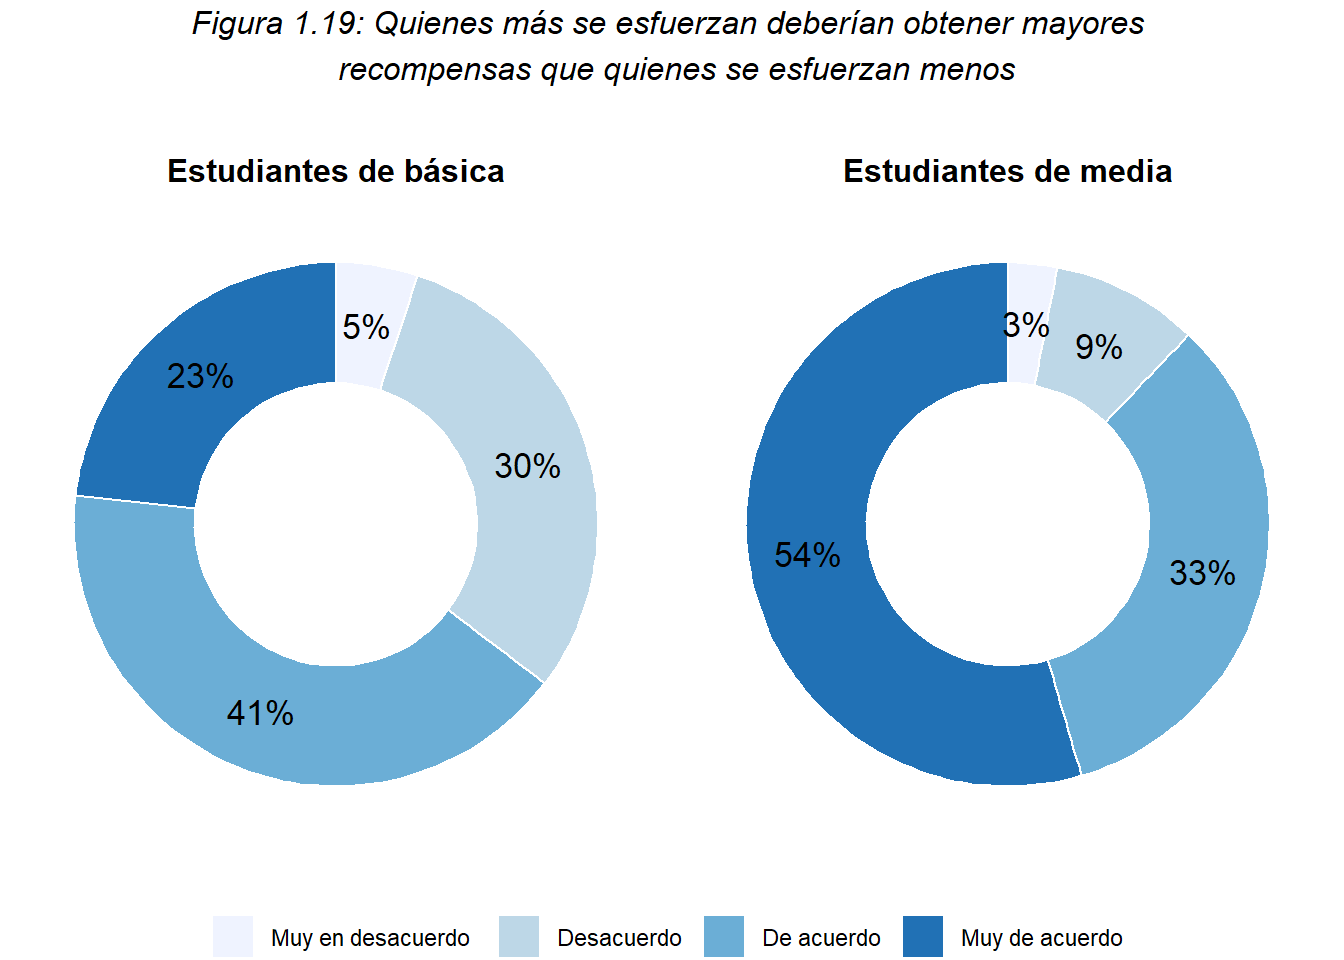 Figura 1.19: Quienes más se esfuerzan deberían obtener mayores
recompensas que quienes se esfuerzan menos
Estudiantes de básica
5%
30%
41%
23%
Estudiantes de media
3%
9%
33%
54%
Muy en desacuerdo
Desacuerdo
De acuerdo
Muy de acuerdo